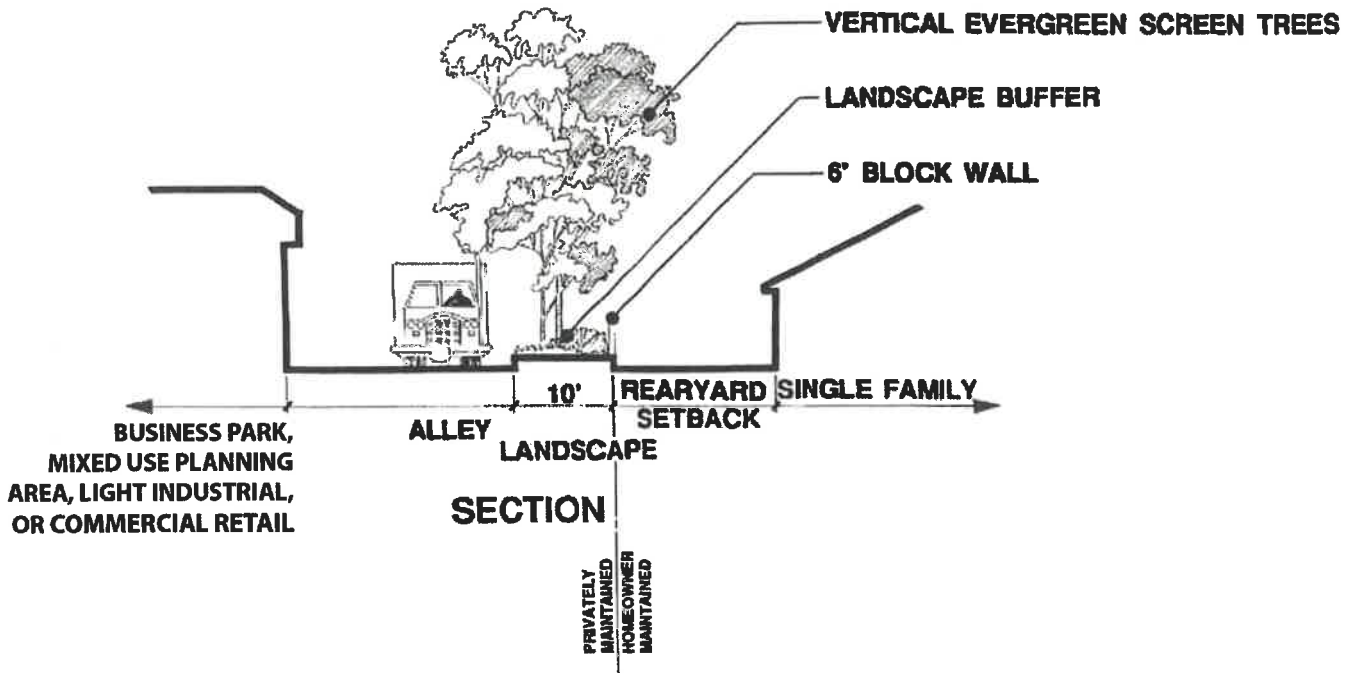 VERTICAL EVERGREEN SCREEN TREES
LANDSCAPE BUFFER
6' BLOCK WALL
10'
REARYARD
SETBACK
SINGLE FAMILY
ALLEY
LANDSCAPE
BUSINESS PARK,
MIXED USE PLANNING
AREA, LIGHT INDUSTRIAL,
OR COMMERCIAL RETAIL
SECTION
PRIVATELY
MAINTAINED
HOMEOWNER
MAINTAINED